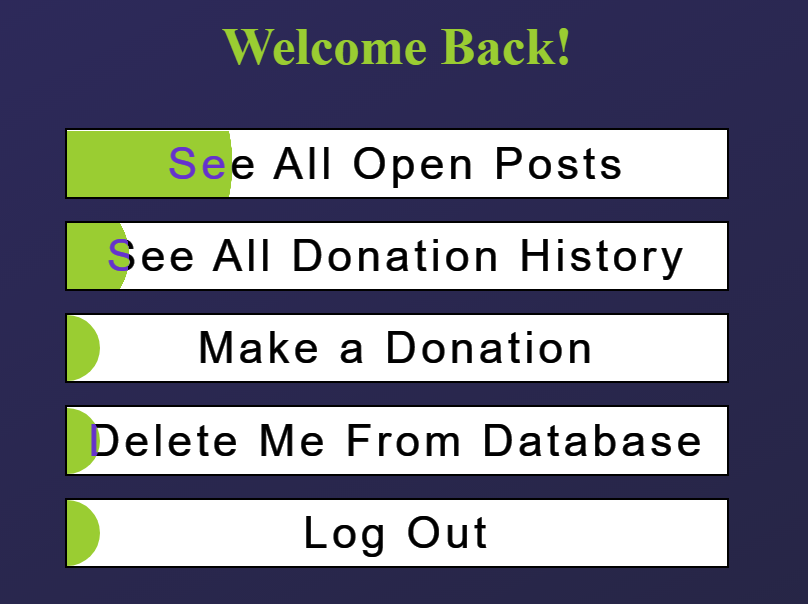 Welcome Back!
See All Open Posts
See All Donation History
Make a Donation
Delete Me From Database
Log Out